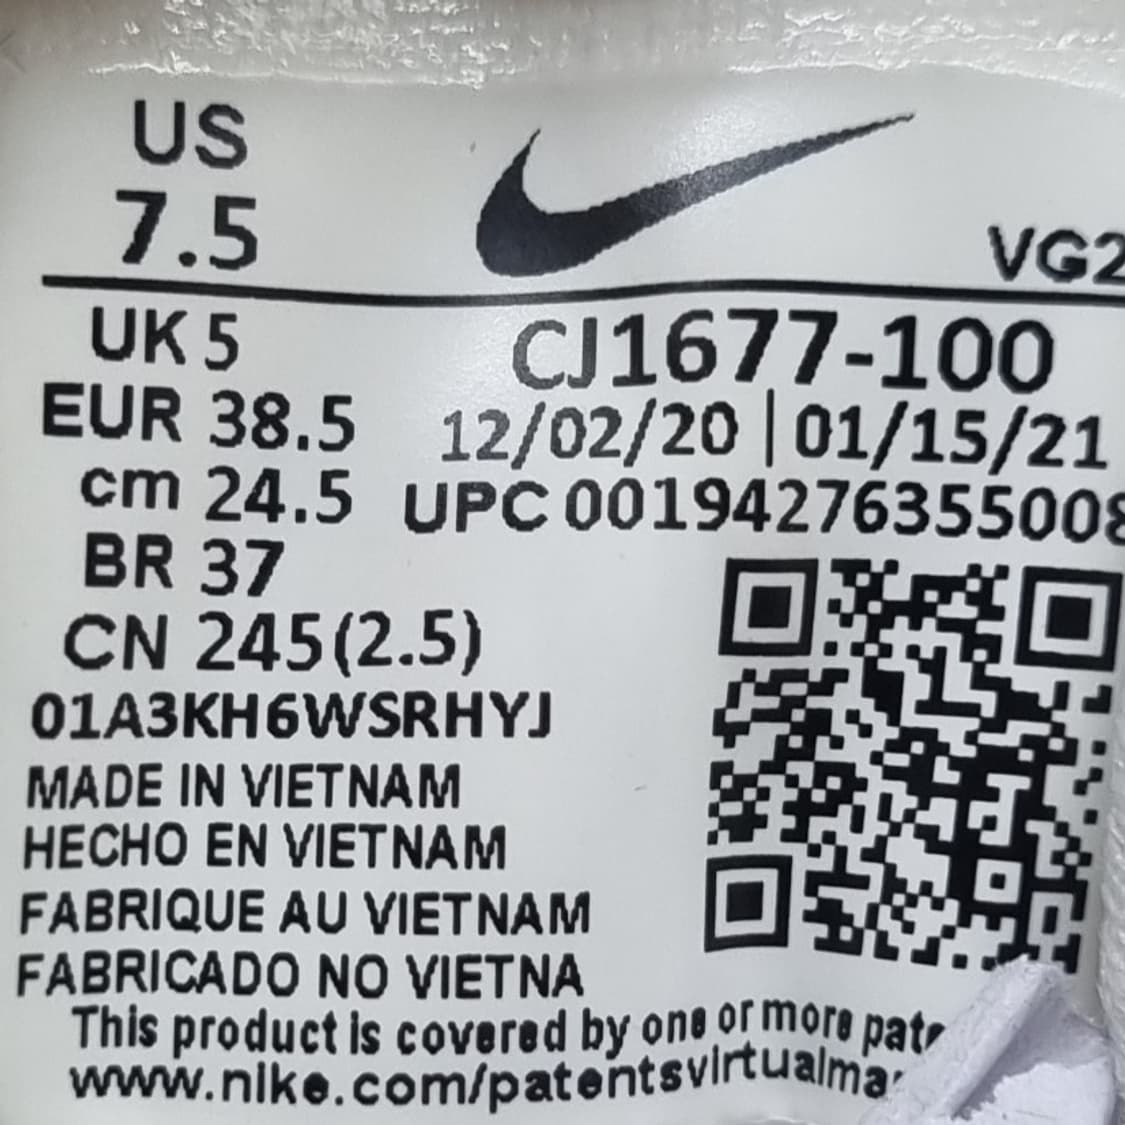 US
7.5
VG2
UK 5
CJ1677-100
EUR 38.5
12/02/20 | 01/15/21
cm 24.5
UPC 00194276355008
BR 37
CN 245(2.5)
01A3KH6WSRHYJ
MADE IN VIETNAM
HECHO EN VIETNAM
FABRIQUE AU VIETNAM
FABRICADO NO VIETNA
This product is covered by one or more
www.nike.com/patentsvirtualma